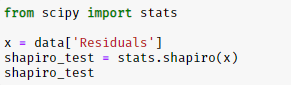 from scipy import stats
x = data['Residuals']
shapiro_test = stats.shapiro(x)
shapiro_test